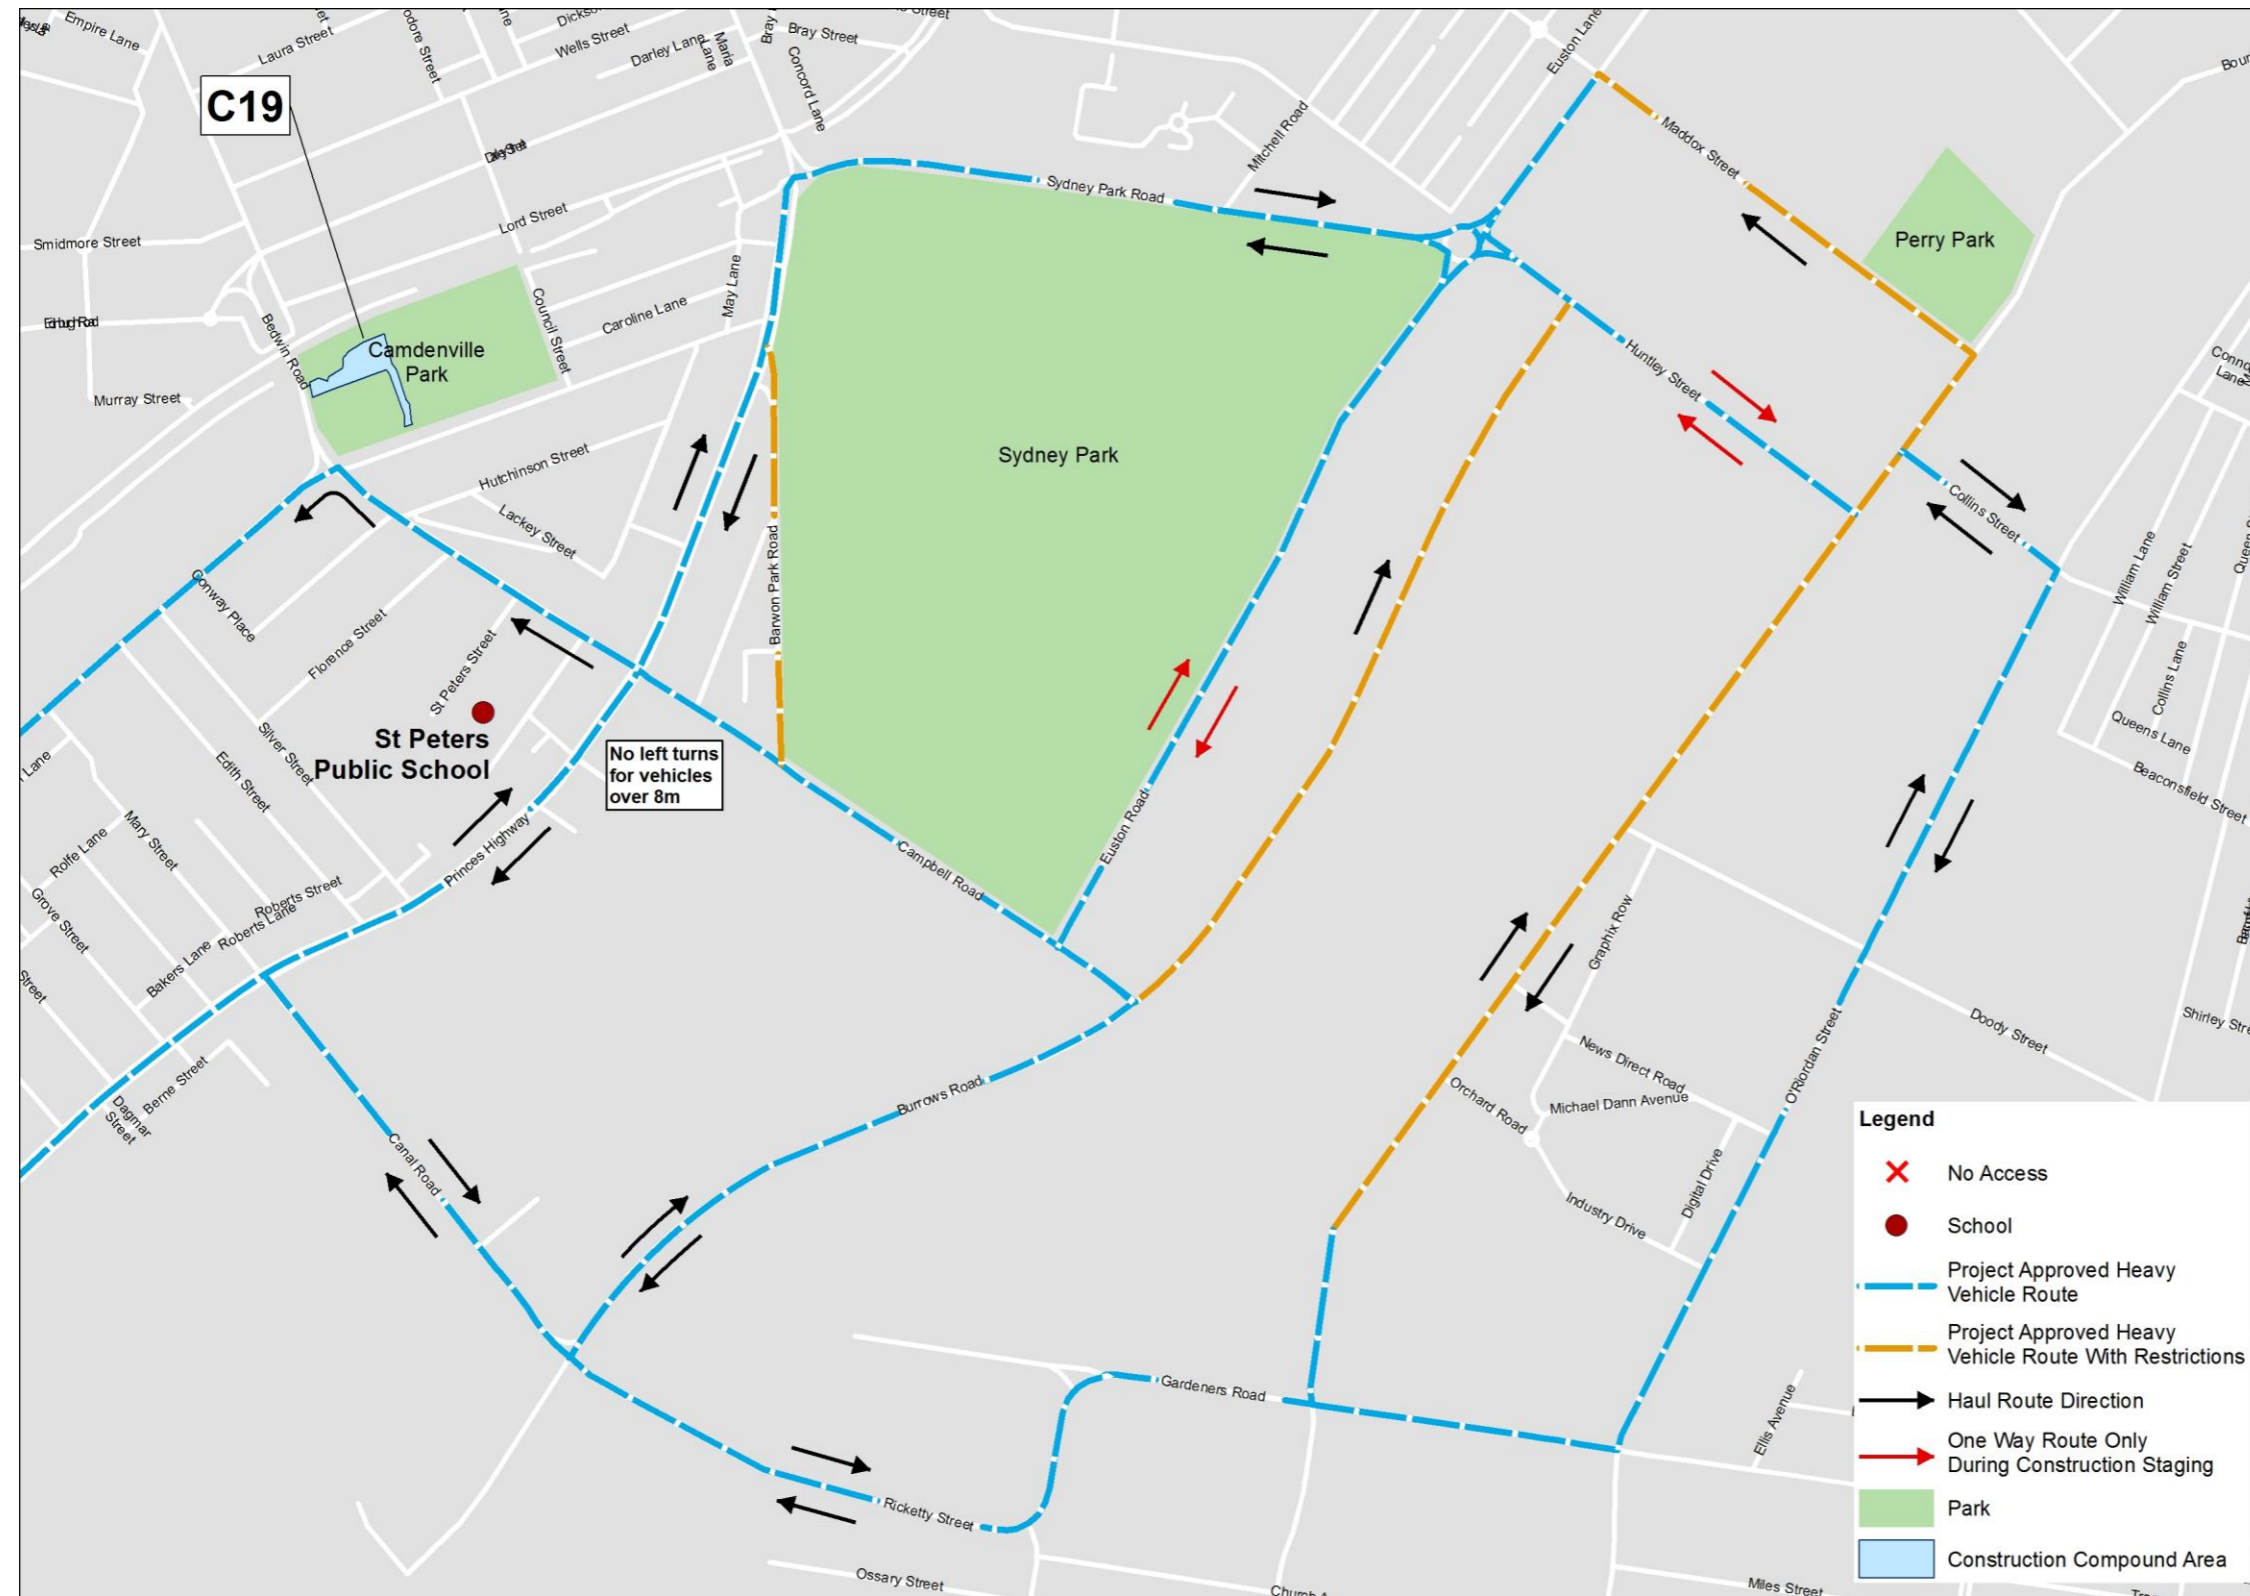 Empire Lane
Laura Street
Wells Street
Darley Lane
Maria
Lane
Bray Street
Concord Lane
Euston Lane
C19
Mitchell Road
Maddox Street
Lord Street
Sydney Park Road
Smidmore Street
Perry Park
May Lane
Council Street
Caroline Lane
Bedwin Road
Camdenville
Park
Huntley Street
Murray Street
Hutchinson Street
Sydney Park
Lackey Street
Collins Street
Barwon Park Road
William Lane
William Street
Conway Place
Florence Street
St Peters Street
Collins Lane
St Peters
Public School
No left turns
for vehicles
over 8m
Queens Lane
Silver Street
Edith Street
Beaconsfield Street
Mary Street
Rolfe Lane
Princes Highway
Euston Road
Campbell Road
Roberts Street
Roberts Lane
Grove Street
Bakers Lane
Graphix Row
Street
Doody Street
O'Riordan Street
News Direct Road
Berne Street
Dagmar
Street
Burrows Road
Orchard Road
Michael Dann Avenue
Canal Road
Digital Drive
Industry Drive
Gardeners Road
Ellis Avenue
Ricketty Street
Ossary Street
Miles Street
Legend
No Access
School
Project Approved Heavy
Vehicle Route
Project Approved Heavy
Vehicle Route With Restrictions
Haul Route Direction
One Way Route Only
During Construction Staging
Park
Construction Compound Area